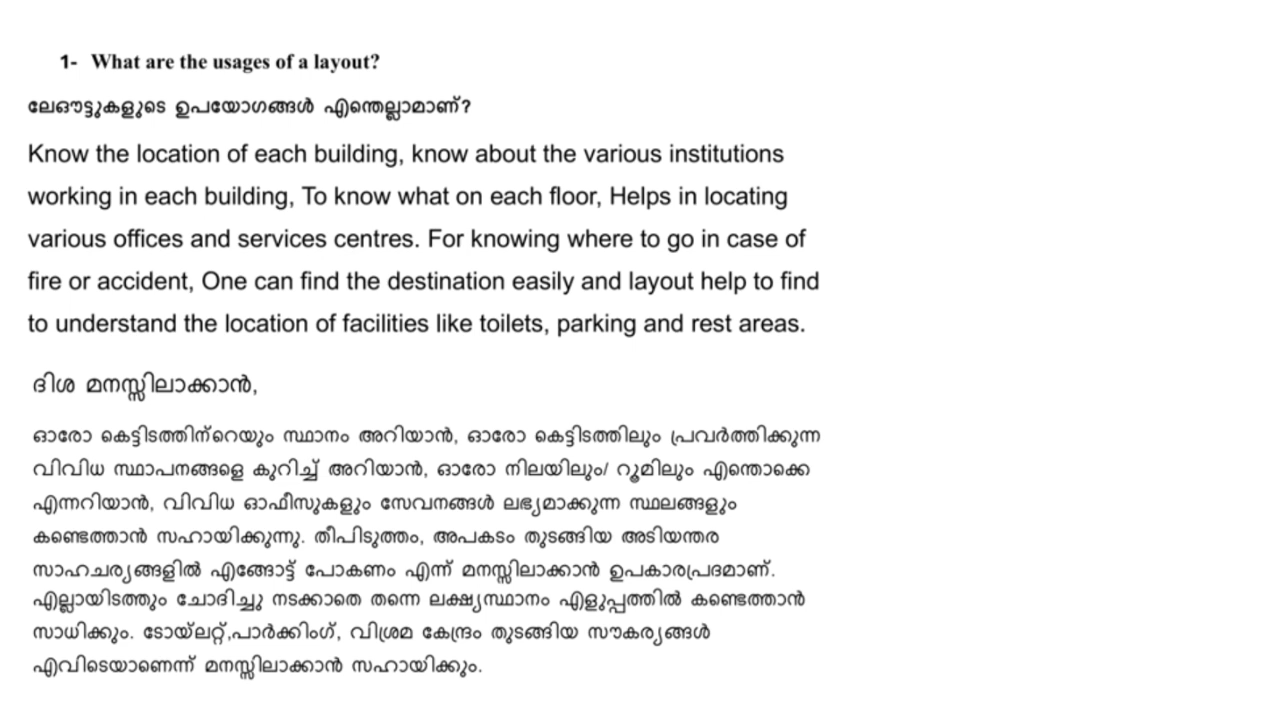 1- What are the usages of a layout?
ലേഔട്ടുകളുടെ ഉപയോഗങ്ങൾ എന്തെല്ലാമാണ്?
Know the location of each building, know about the various institutions
working in each building, To know what on each floor, Helps in locating
various offices and services centres. For knowing where to go in case of
fire or accident, One can find the destination easily and layout help to find
to understand the location of facilities like toilets, parking and rest areas.
ദിശ മനസ്സിലാക്കാൻ,
ഓരോ കെട്ടിടത്തിന്റെയും സ്ഥാനം അറിയാൻ, ഓരോ കെട്ടിടത്തിലും പ്രവർത്തിക്കുന്ന
വിവിധ സ്ഥാപനങ്ങളെ കുറിച്ച് അറിയാൻ, ഓരോ നിലയിലും/ റൂമിലും എന്തൊക്കെ
എന്നറിയാൻ, വിവിധ ഓഫീസുകളും സേവനങ്ങൾ ലഭ്യമാക്കുന്ന സ്ഥലങ്ങളും
കണ്ടെത്താൻ സഹായിക്കുന്നു. തീപിടുത്തം, അപകടം തുടങ്ങിയ അടിയന്തര
സാഹചര്യങ്ങളിൽ എങ്ങോട്ട് പോകണം എന്ന് മനസ്സിലാക്കാൻ ഉപകാരപ്രദമാണ്.
എല്ലായിടത്തും ചോദിച്ചു നടക്കാതെ തന്നെ ലക്ഷ്യസ്ഥാനം എളുപ്പത്തിൽ കണ്ടെത്താൻ
സാധിക്കും. ടോയ്‌ലറ്റ്,പാർക്കിംഗ്, വിശ്രമ കേന്ദ്രം തുടങ്ങിയ സൗകര്യങ്ങൾ
എവിടെയാണെന്ന് മനസ്സിലാക്കാൻ സഹായിക്കും.